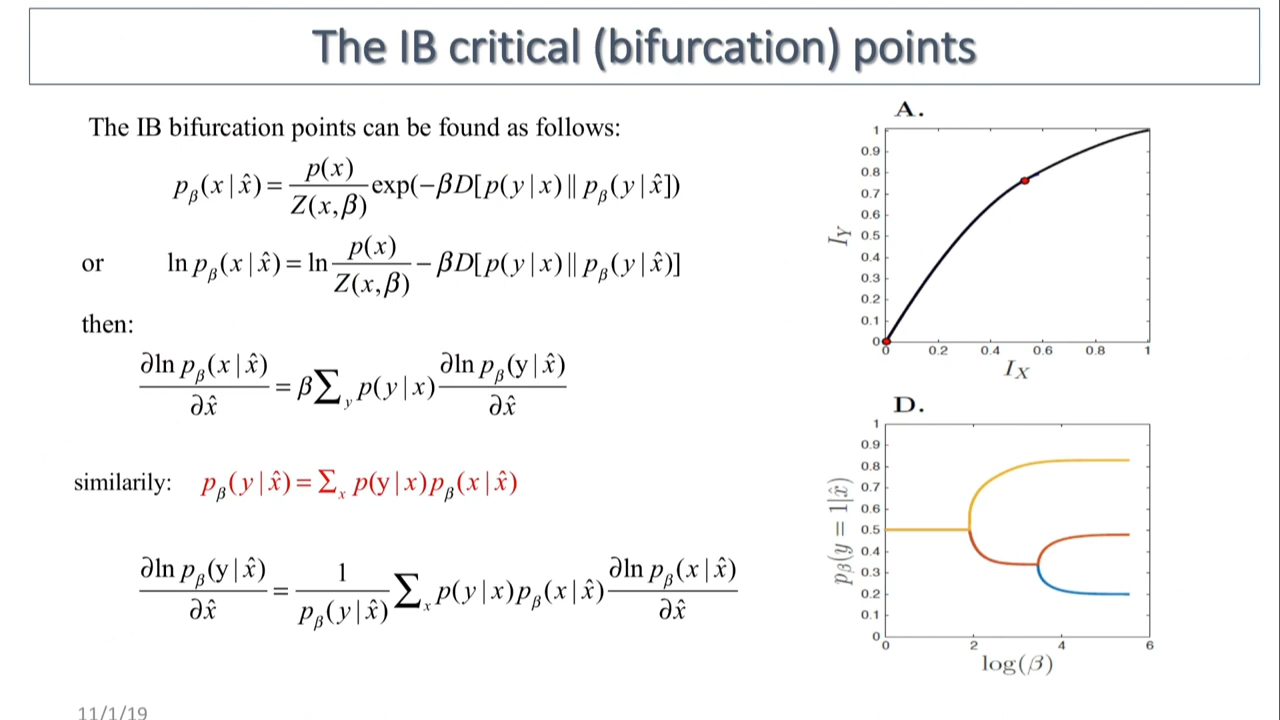 The IB critical (bifurcation) points
The IB bifurcation points can be found as follows:
p_β(x | x̂) = p(x) / Z(x,β) exp(−βD[p(y | x) || p_β(y | x̂])
or ln p_β(x | x̂) = ln p(x) / Z(x,β) − βD[p(y | x) || p_β(y | x̂)]
then:
∂ln p_β(x | x̂) / ∂x̂ = β∑_y p(y | x) ∂ln p_β(y | x̂) / ∂x̂
similarily: p_β(y | x̂) = Σ_x p(y | x)p_β(x | x̂)
∂ln p_β(y | x̂) / ∂x̂ = 1 / p_β(y | x̂) ∑_x p(y | x)p_β(x | x̂) ∂ln p_β(x | x̂) / ∂x̂
11/1/19
A.
1
0.9
0.8
0.7
0.6
0.5
0.4
0.3
0.2
0.1
0
I_Y
0 0.2 0.4 0.6 0.8 1
I_X
D.
1
0.9
0.8
0.7
0.6
0.5
0.4
0.3
0.2
0.1
0
p_β(y = 1|x̂)
0 2 4 6
log(β)